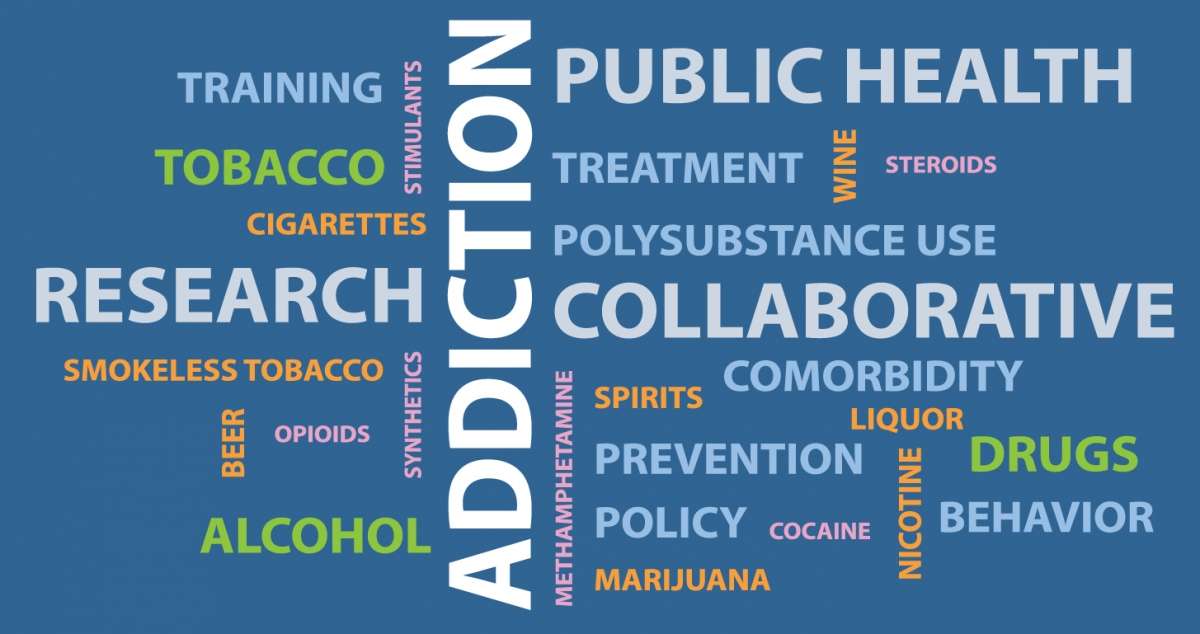 TRAINING
STIMULANTS
TOBACCO
CIGARETTES
RESEARCH
SMOKELESS TOBACCO
SYNTHETICS
BEER
OPIOIDS
ALCOHOL
ADDICTION
PUBLIC HEALTH
TREATMENT
WINE
STEROIDS
POLYSUBSTANCE USE
COLLABORATIVE
COMORBIDITY
METHAMPHETAMINE
SPIRITS
LIQUOR
PREVENTION
NICOTINE
DRUGS
POLICY
COCAINE
BEHAVIOR
MARIJUANA